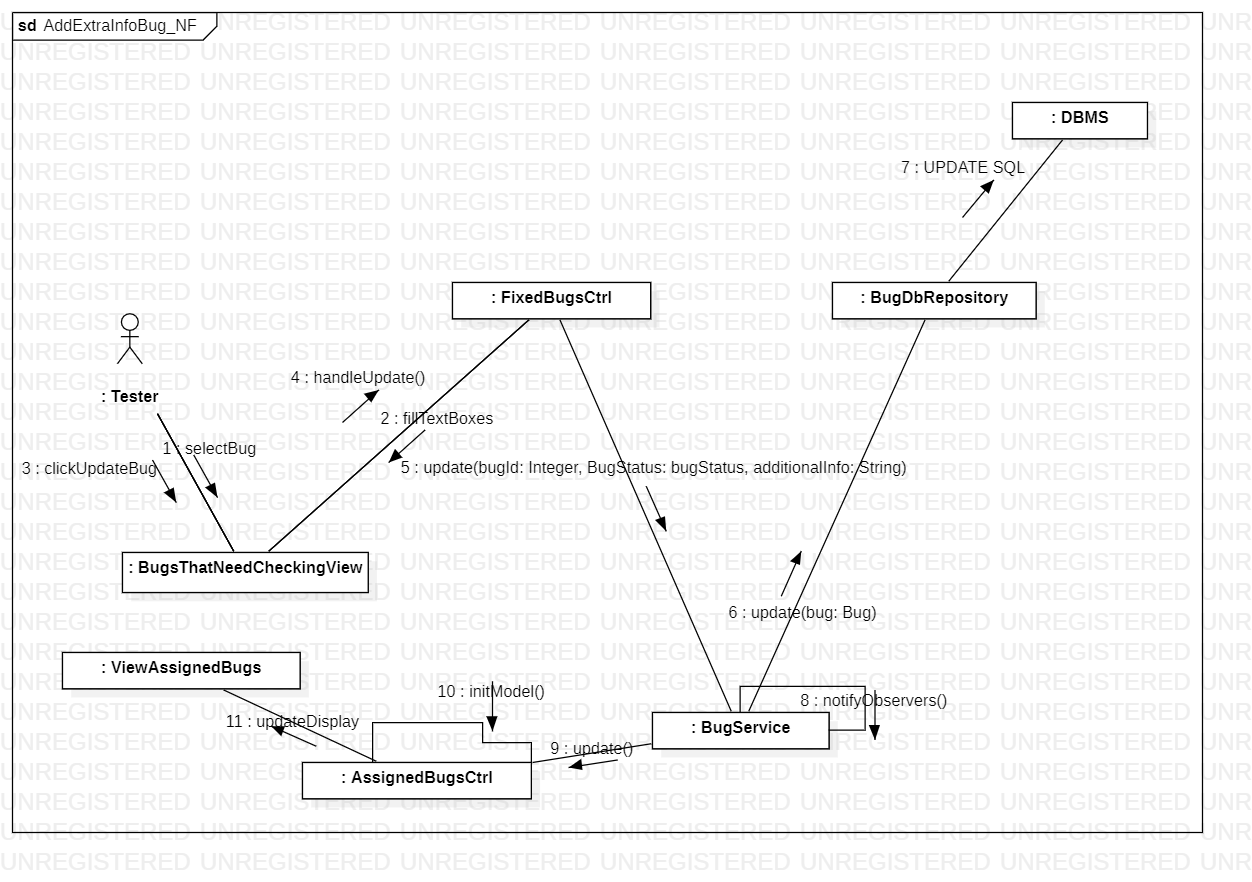 sd AddExtraInfoBug_NF
: DBMS
7 : UPDATE SQL
: FixedBugsCtrl
: BugDbRepository
4 : handleUpdate()
: Tester
2 : fillTextBoxes
1 : selectBug
3 : clickUpdateBug
5 : update(bugId: Integer, BugStatus: bugStatus, additionalInfo: String)
: BugsThatNeedCheckingView
6 : update(bug: Bug)
: ViewAssignedBugs
10 : initModel()
8 : notifyObservers()
11 : updateDisplay
: BugService
9 : update()
: AssignedBugsCtrl
UNREGISTERED